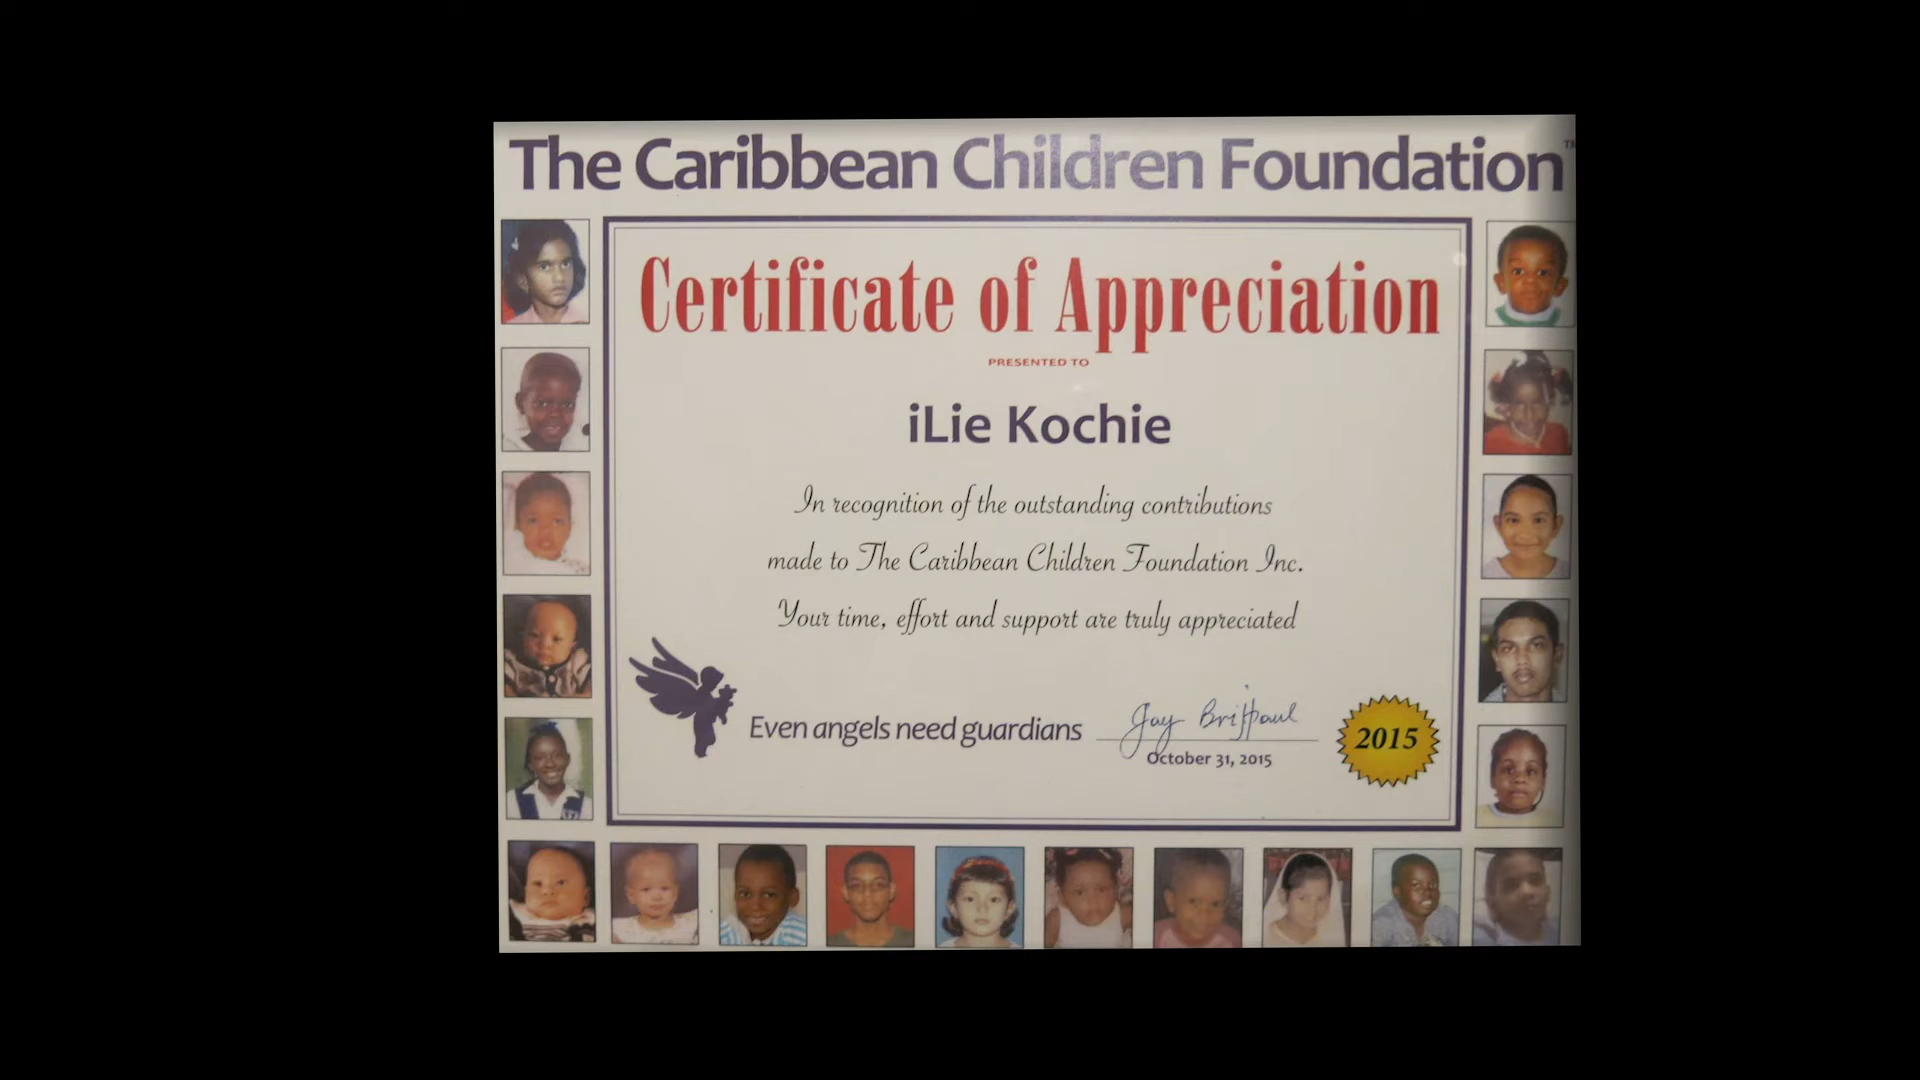 The Caribbean Children Foundation™
Certificate of Appreciation
PRESENTED TO
iLie Kochie
In recognition of the outstanding contributions
made to The Caribbean Children Foundation Inc.
Your time, effort and support are truly appreciated
Even angels need guardians
October 31, 2015
2015